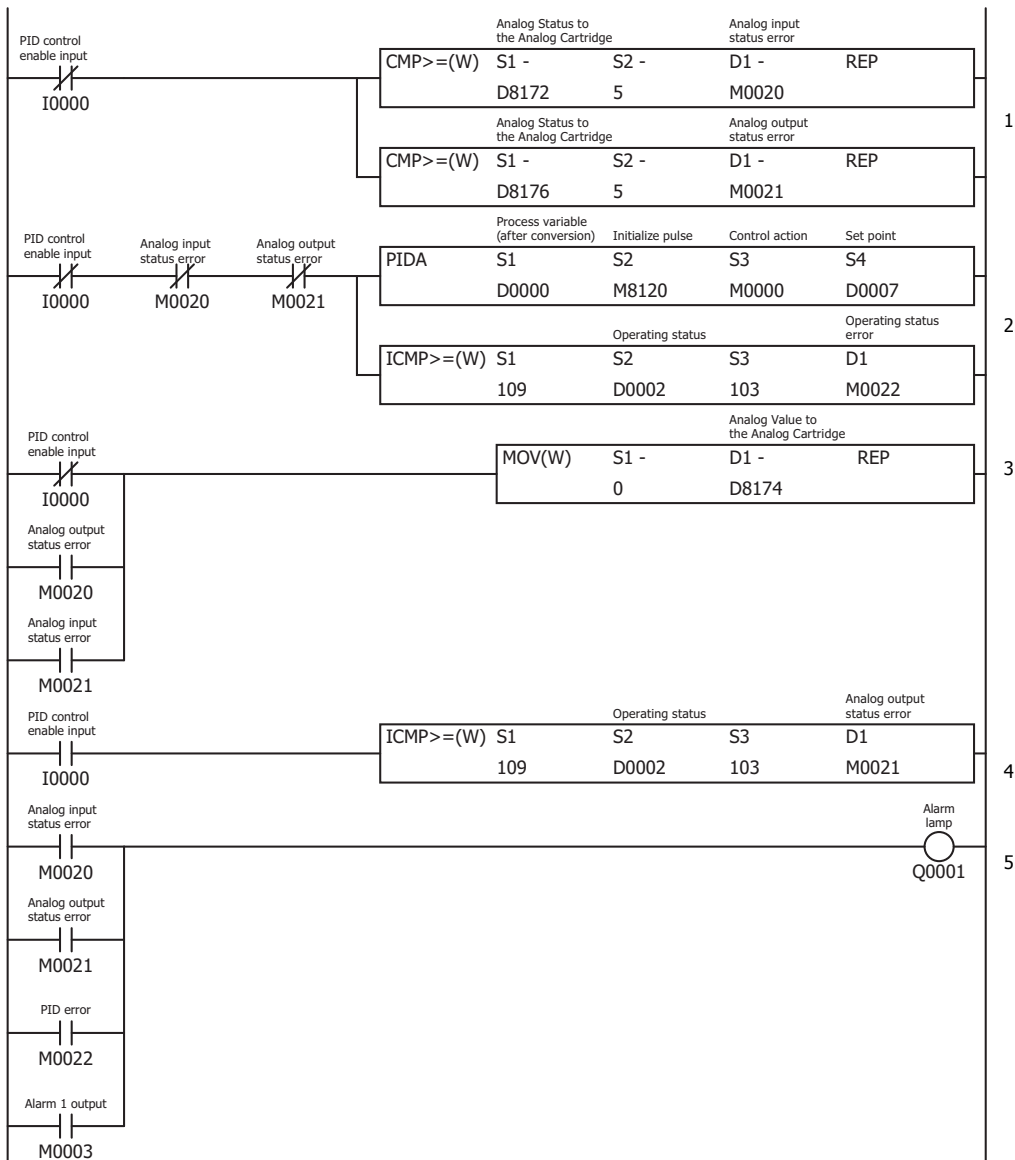 Analog Status to
the Analog Cartridge
Analog input
status error
PID control
enable input
CMP>=(W) S1 - S2 - D1 - REP
D8172 5 M0020
I0000
1
Analog Status to
the Analog Cartridge
Analog output
status error
CMP>=(W) S1 - S2 - D1 - REP
D8176 5 M0021
Process variable
(after conversion) Initialize pulse Control action Set point
PID control
enable input
Analog input
status error
Analog output
status error
PIDA S1 S2 S3 S4
D0000 M8120 M0000 D0007
I0000 M0020 M0021
2
Operating status
Operating status
error
ICMP>=(W) S1 S2 S3 D1
109 D0002 103 M0022
Analog Value to
the Analog Cartridge
PID control
enable input
MOV(W) S1 - D1 - REP
0 D8174
3
I0000
Analog output
status error
M0020
Analog input
status error
M0021
PID control
enable input
Operating status
Analog output
status error
ICMP>=(W) S1 S2 S3 D1
109 D0002 103 M0021
I0000
4
Analog input
status error
M0020
Alarm
lamp
Q0001
5
Analog output
status error
M0021
PID error
M0022
Alarm 1 output
M0003